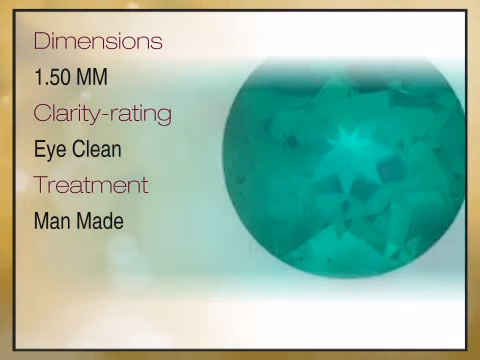 Dimensions
1.50 MM
Clarity-rating
Eye Clean
Treatment
Man Made